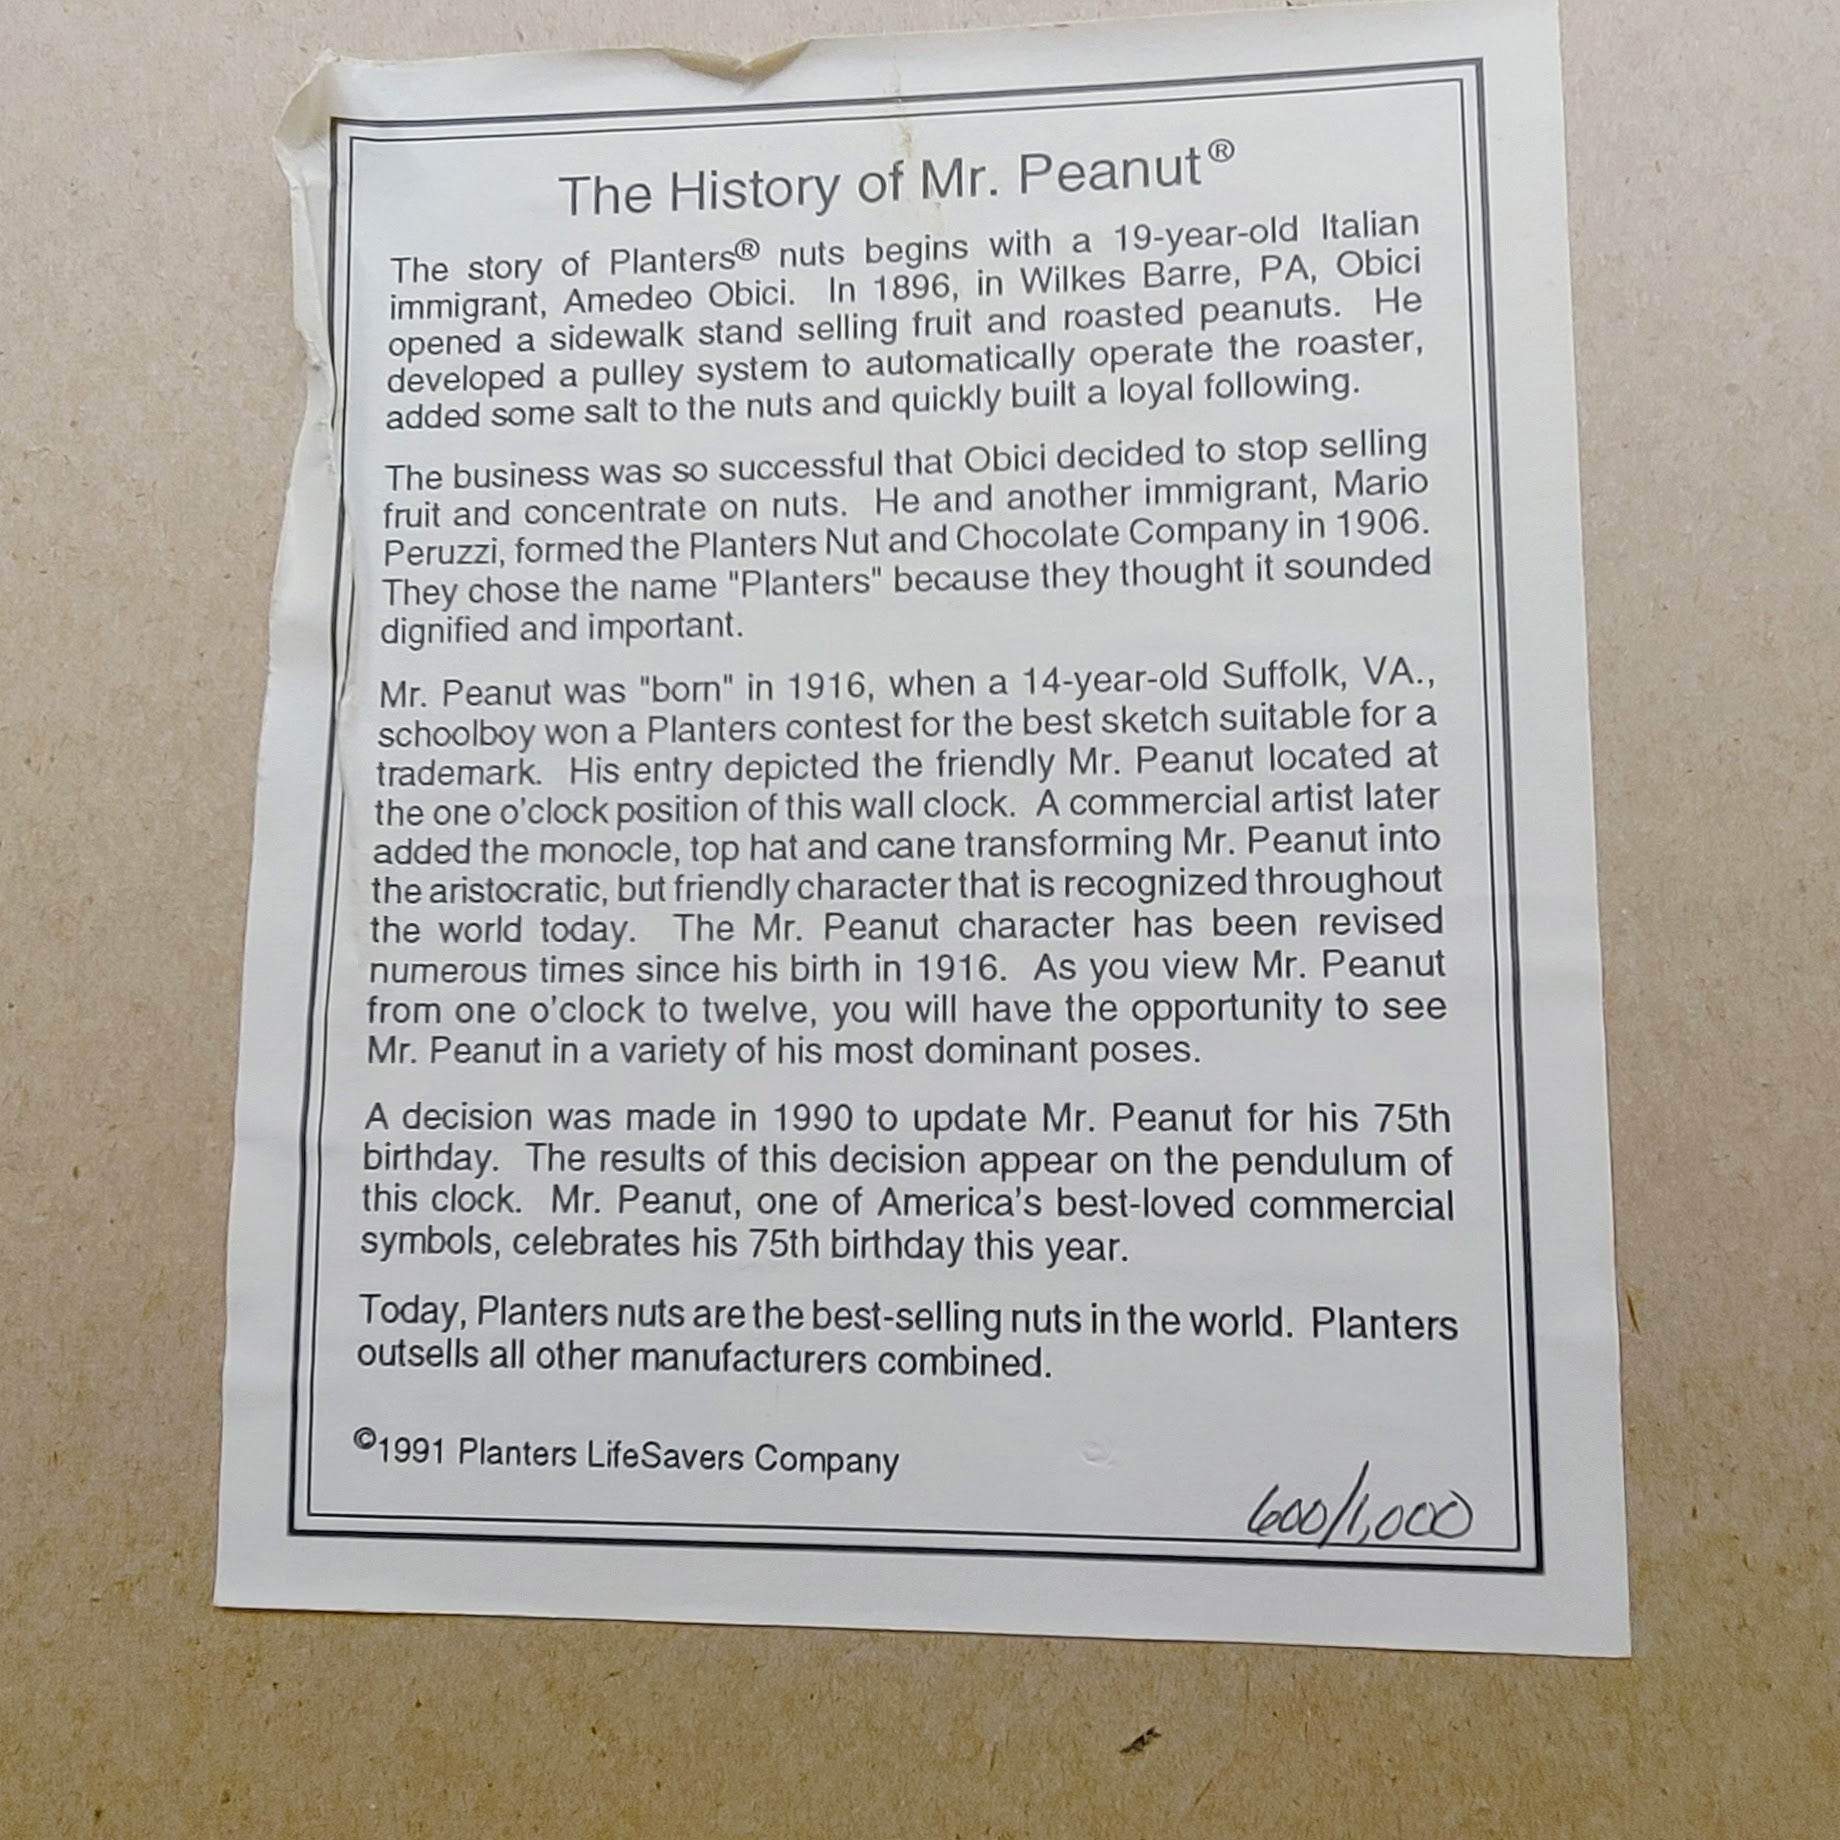 The History of Mr. Peanut®
The story of Planters® nuts begins with a 19-year-old Italian
immigrant, Amedeo Obici. In 1896, in Wilkes Barre, PA, Obici
opened a sidewalk stand selling fruit and roasted peanuts. He
developed a pulley system to automatically operate the roaster,
added some salt to the nuts and quickly built a loyal following.
The business was so successful that Obici decided to stop selling
fruit and concentrate on nuts. He and another immigrant, Mario
Peruzzi, formed the Planters Nut and Chocolate Company in 1906.
They chose the name "Planters" because they thought it sounded
dignified and important.
Mr. Peanut was "born" in 1916, when a 14-year-old Suffolk, VA.,
schoolboy won a Planters contest for the best sketch suitable for a
trademark. His entry depicted the friendly Mr. Peanut located at
the one o'clock position of this wall clock. A commercial artist later
added the monocle, top hat and cane transforming Mr. Peanut into
the aristocratic, but friendly character that is recognized throughout
the world today. The Mr. Peanut character has been revised
numerous times since his birth in 1916. As you view Mr. Peanut
from one o'clock to twelve, you will have the opportunity to see
Mr. Peanut in a variety of his most dominant poses.
A decision was made in 1990 to update Mr. Peanut for his 75th
birthday. The results of this decision appear on the pendulum of
this clock. Mr. Peanut, one of America's best-loved commercial
symbols, celebrates his 75th birthday this year.
Today, Planters nuts are the best-selling nuts in the world. Planters
outsells all other manufacturers combined.
©1991 Planters LifeSavers Company
600/1,000